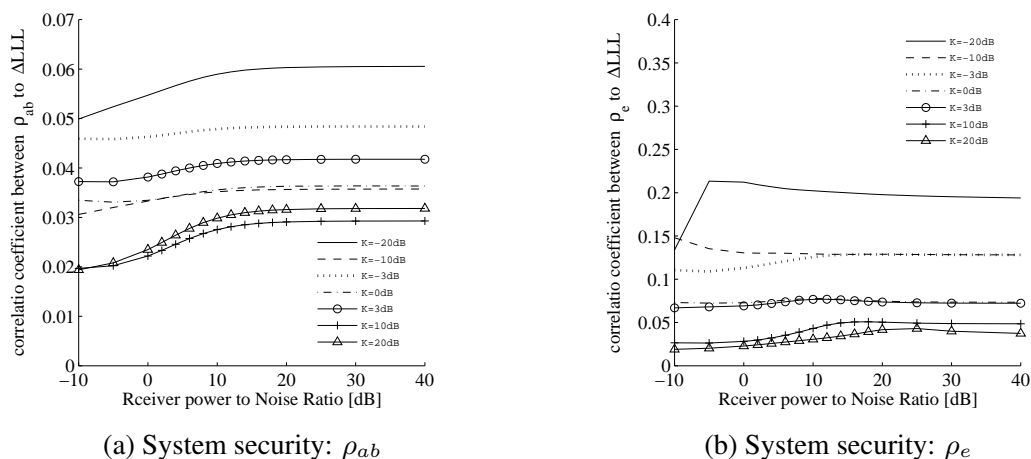 correlatio coefficient between ρab to ΔLLL
0.07
0.06
0.05
0.04
0.03
0.02
0.01
0
−10
0
10
20
30
40
Rceiver power to Noise Ratio [dB]
K=−20dB
K=−10dB
K=−3dB
K=0dB
K=3dB
K=10dB
K=20dB
(a) System security: ρab
correlatio coefficient between ρe to ΔLLL
0.4
0.35
0.3
0.25
0.2
0.15
0.1
0.05
0
−10
0
10
20
30
40
Rceiver power to Noise Ratio [dB]
K=−20dB
K=−10dB
K=−3dB
K=0dB
K=3dB
K=10dB
K=20dB
(b) System security: ρe